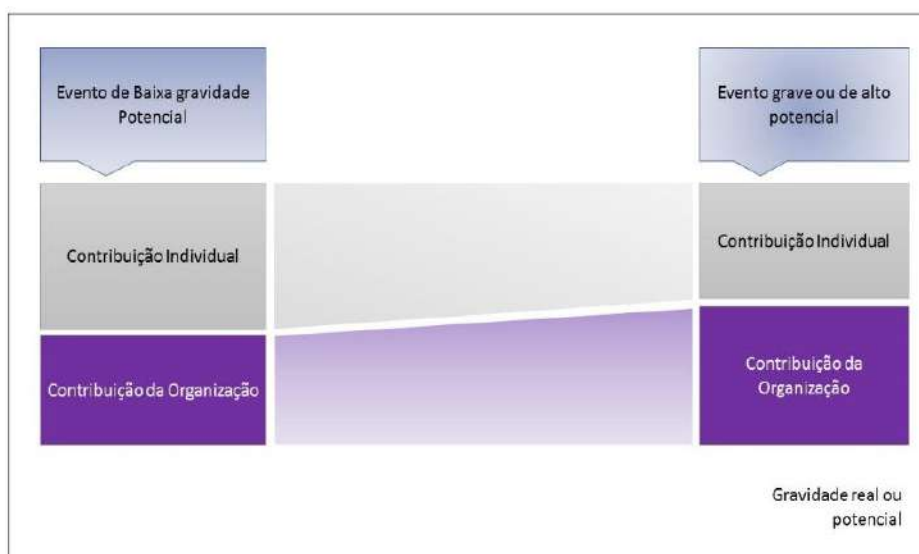 Evento de Baixa gravidade
Potencial
Evento grave ou de alto
potencial
Contribuição Individual
Contribuição Individual
Contribuição da Organização
Contribuição da
Organização
Gravidade real ou
potencial